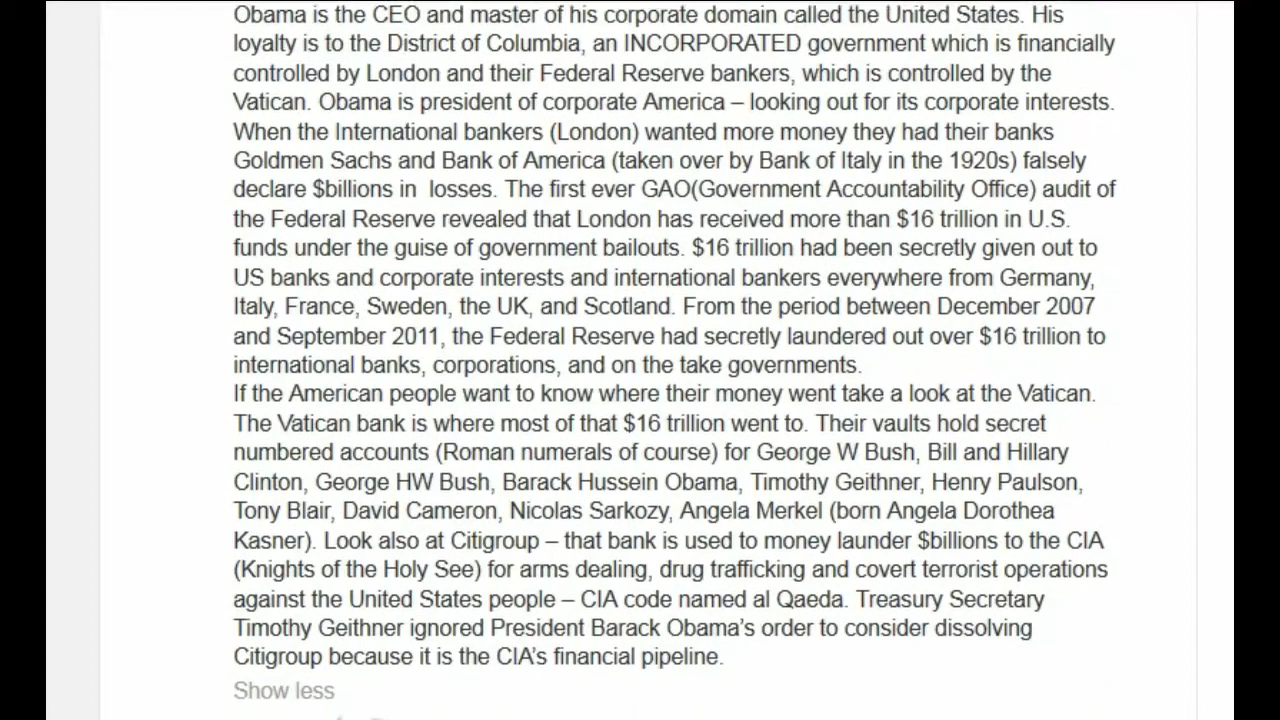 Obama is the CEO and master of his corporate domain called the United States. His
loyalty is to the District of Columbia, an INCORPORATED government which is financially
controlled by London and their Federal Reserve bankers, which is controlled by the
Vatican. Obama is president of corporate America – looking out for its corporate interests.
When the International bankers (London) wanted more money they had their banks
Goldmen Sachs and Bank of America (taken over by Bank of Italy in the 1920s) falsely
declare $billions in  losses. The first ever GAO(Government Accountability Office) audit of
the Federal Reserve revealed that London has received more than $16 trillion in U.S.
funds under the guise of government bailouts. $16 trillion had been secretly given out to
US banks and corporate interests and international bankers everywhere from Germany,
Italy, France, Sweden, the UK, and Scotland. From the period between December 2007
and September 2011, the Federal Reserve had secretly laundered out over $16 trillion to
international banks, corporations, and on the take governments.
If the American people want to know where their money went take a look at the Vatican.
The Vatican bank is where most of that $16 trillion went to. Their vaults hold secret
numbered accounts (Roman numerals of course) for George W Bush, Bill and Hillary
Clinton, George HW Bush, Barack Hussein Obama, Timothy Geithner, Henry Paulson,
Tony Blair, David Cameron, Nicolas Sarkozy, Angela Merkel (born Angela Dorothea
Kasner). Look also at Citigroup – that bank is used to money launder $billions to the CIA
(Knights of the Holy See) for arms dealing, drug trafficking and covert terrorist operations
against the United States people – CIA code named al Qaeda. Treasury Secretary
Timothy Geithner ignored President Barack Obama’s order to consider dissolving
Citigroup because it is the CIA’s financial pipeline.
Show less